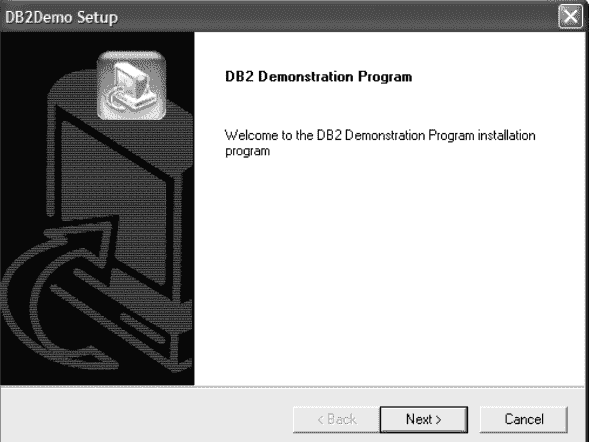 DB2Demo Setup
DB2 Demonstration Program
Welcome to the DB2 Demonstration Program installation
program
< Back
Next >
Cancel